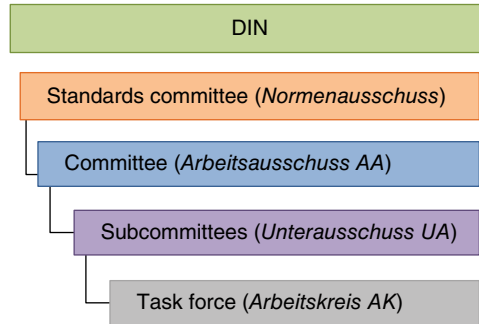 DIN
Standards committee (Normenausschuss)
Committee (Arbeitsausschuss AA)
Subcommittees (Unterausschuss UA)
Task force (Arbeitskreis AK)